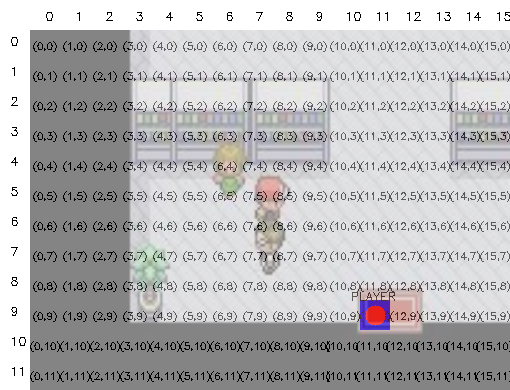 0 1 2 3 4 5 6 7 8 9 10 11 12 13 14 15
0 (0,0) (1,0) (2,0) (3,0) (4,0) (5,0) (6,0) (7,0) (8,0) (9,0) (10,0) (11,0) (12,0) (13,0) (14,0) (15,0)
1 (0,1) (1,1) (2,1) (3,1) (4,1) (5,1) (6,1) (7,1) (8,1) (9,1) (10,1) (11,1) (12,1) (13,1) (14,1) (15,1)
2 (0,2) (1,2) (2,2) (3,2) (4,2) (5,2) (6,2) (7,2) (8,2) (9,2) (10,2) (11,2) (12,2) (13,2) (14,2) (15,2)
3 (0,3) (1,3) (2,3) (3,3) (4,3) (5,3) (6,3) (7,3) (8,3) (9,3) (10,3) (11,3) (12,3) (13,3) (14,3) (15,3)
4 (0,4) (1,4) (2,4) (3,4) (4,4) (5,4) (6,4) (7,4) (8,4) (9,4) (10,4) (11,4) (12,4) (13,4) (14,4) (15,4)
5 (0,5) (1,5) (2,5) (3,5) (4,5) (5,5) (6,5) (7,5) (8,5) (9,5) (10,5) (11,5) (12,5) (13,5) (14,5) (15,5)
6 (0,6) (1,6) (2,6) (3,6) (4,6) (5,6) (6,6) (7,6) (8,6) (9,6) (10,6) (11,6) (12,6) (13,6) (14,6) (15,6)
7 (0,7) (1,7) (2,7) (3,7) (4,7) (5,7) (6,7) (7,7) (8,7) (9,7) (10,7) (11,7) (12,7) (13,7) (14,7) (15,7)
8 (0,8) (1,8) (2,8) (3,8) (4,8) (5,8) (6,8) (7,8) (8,8) (9,8) (10,8) (11,8) (12,8) (13,8) (14,8) (15,8)
PLAYER
9 (0,9) (1,9) (2,9) (3,9) (4,9) (5,9) (6,9) (7,9) (8,9) (9,9) (10,9) (12,9) (13,9) (14,9) (15,9)
10 (0,10) (1,10) (2,10) (3,10) (4,10) (5,10) (6,10) (7,10) (8,10) (9,10) (10,10) (11,10) (12,10) (13,10) (14,10) (15,10)
11 (0,11) (1,11) (2,11) (3,11) (4,11) (5,11) (6,11) (7,11) (8,11) (9,11) (10,11) (11,11) (12,11) (13,11) (14,11) (15,11)